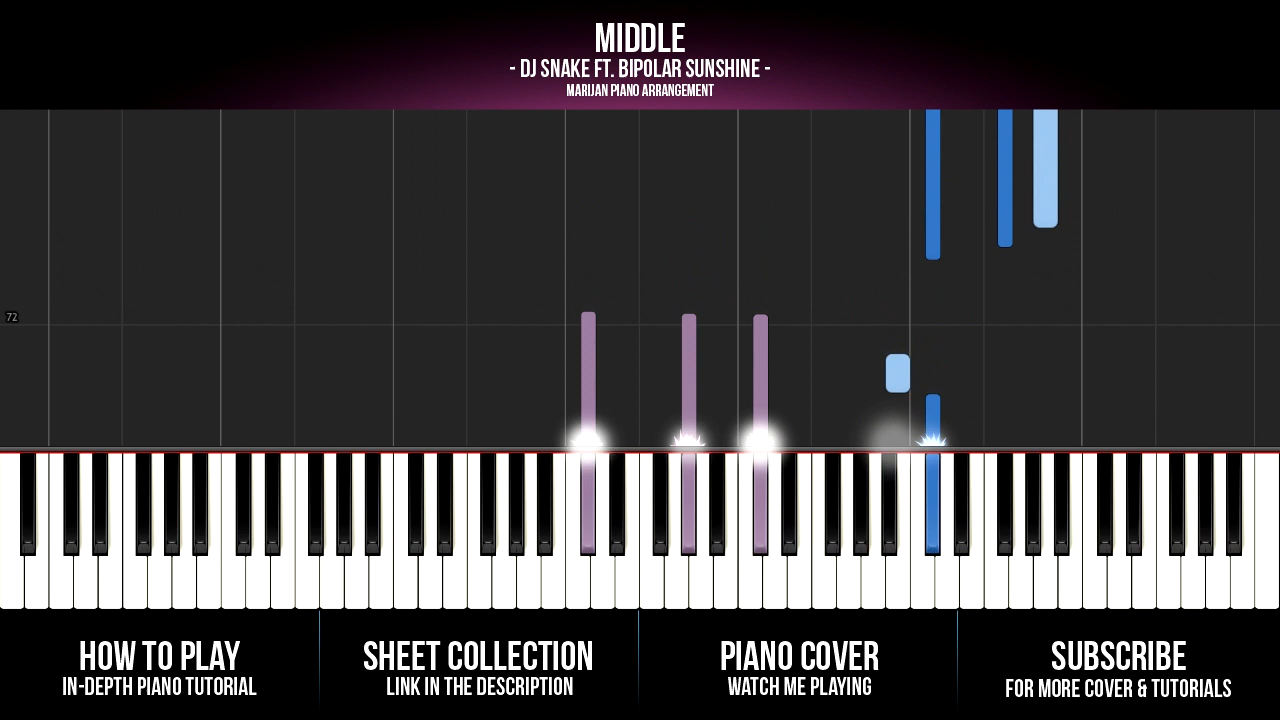 MIDDLE
- DJ SNAKE FT. BIPOLAR SUNSHINE -
MARIJAN PIANO ARRANGEMENT
72
HOW TO PLAY
IN-DEPTH PIANO TUTORIAL
SHEET COLLECTION
LINK IN THE DESCRIPTION
PIANO COVER
WATCH ME PLAYING
SUBSCRIBE
FOR MORE COVER & TUTORIALS